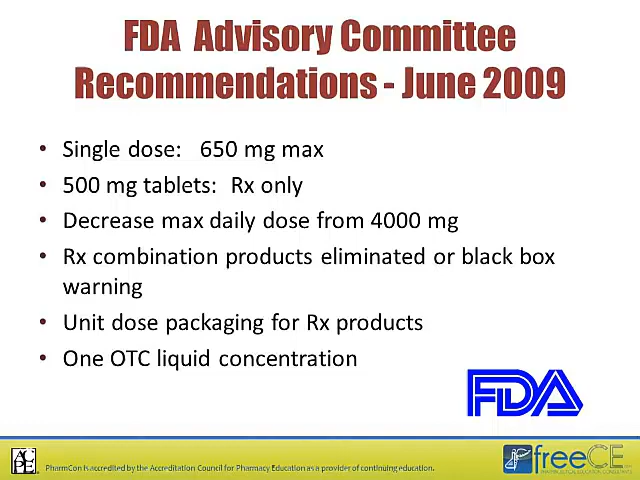 FDA Advisory Committee
Recommendations - June 2009
• Single dose: 650 mg max
• 500 mg tablets: Rx only
• Decrease max daily dose from 4000 mg
• Rx combination products eliminated or black box
warning
• Unit dose packaging for Rx products
• One OTC liquid concentration
FDA
ACPE
PharmCon is accredited by the Accreditation Council for Pharmacy Education as a provider of continuing education.
freeCE